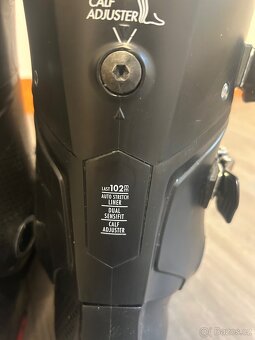 CALF
ADJUSTER
LAST 102
AUTO STRETCH
LINER
DUAL
SENSIFIT
CALF
ADJUSTER